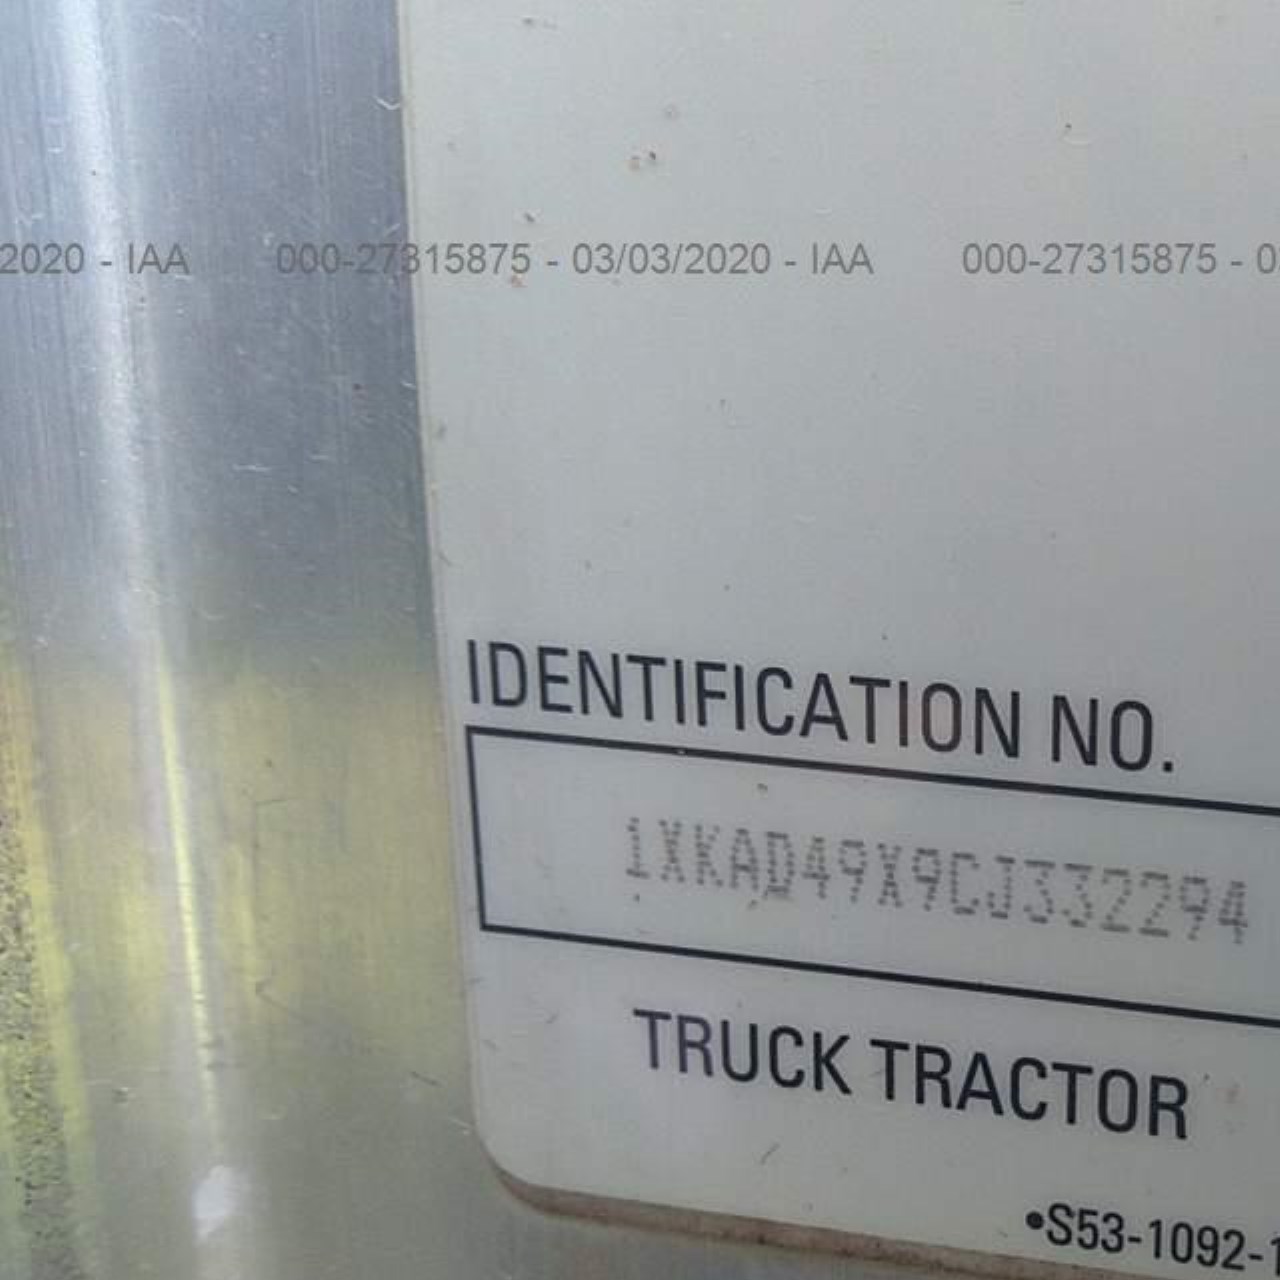 2020 - IAA 000-27315875 - 03/03/2020 - IAA 000-27315875 - 0
IDENTIFICATION NO.
1XKAD49X9CJ332294
TRUCK TRACTOR
•S53-1092-1